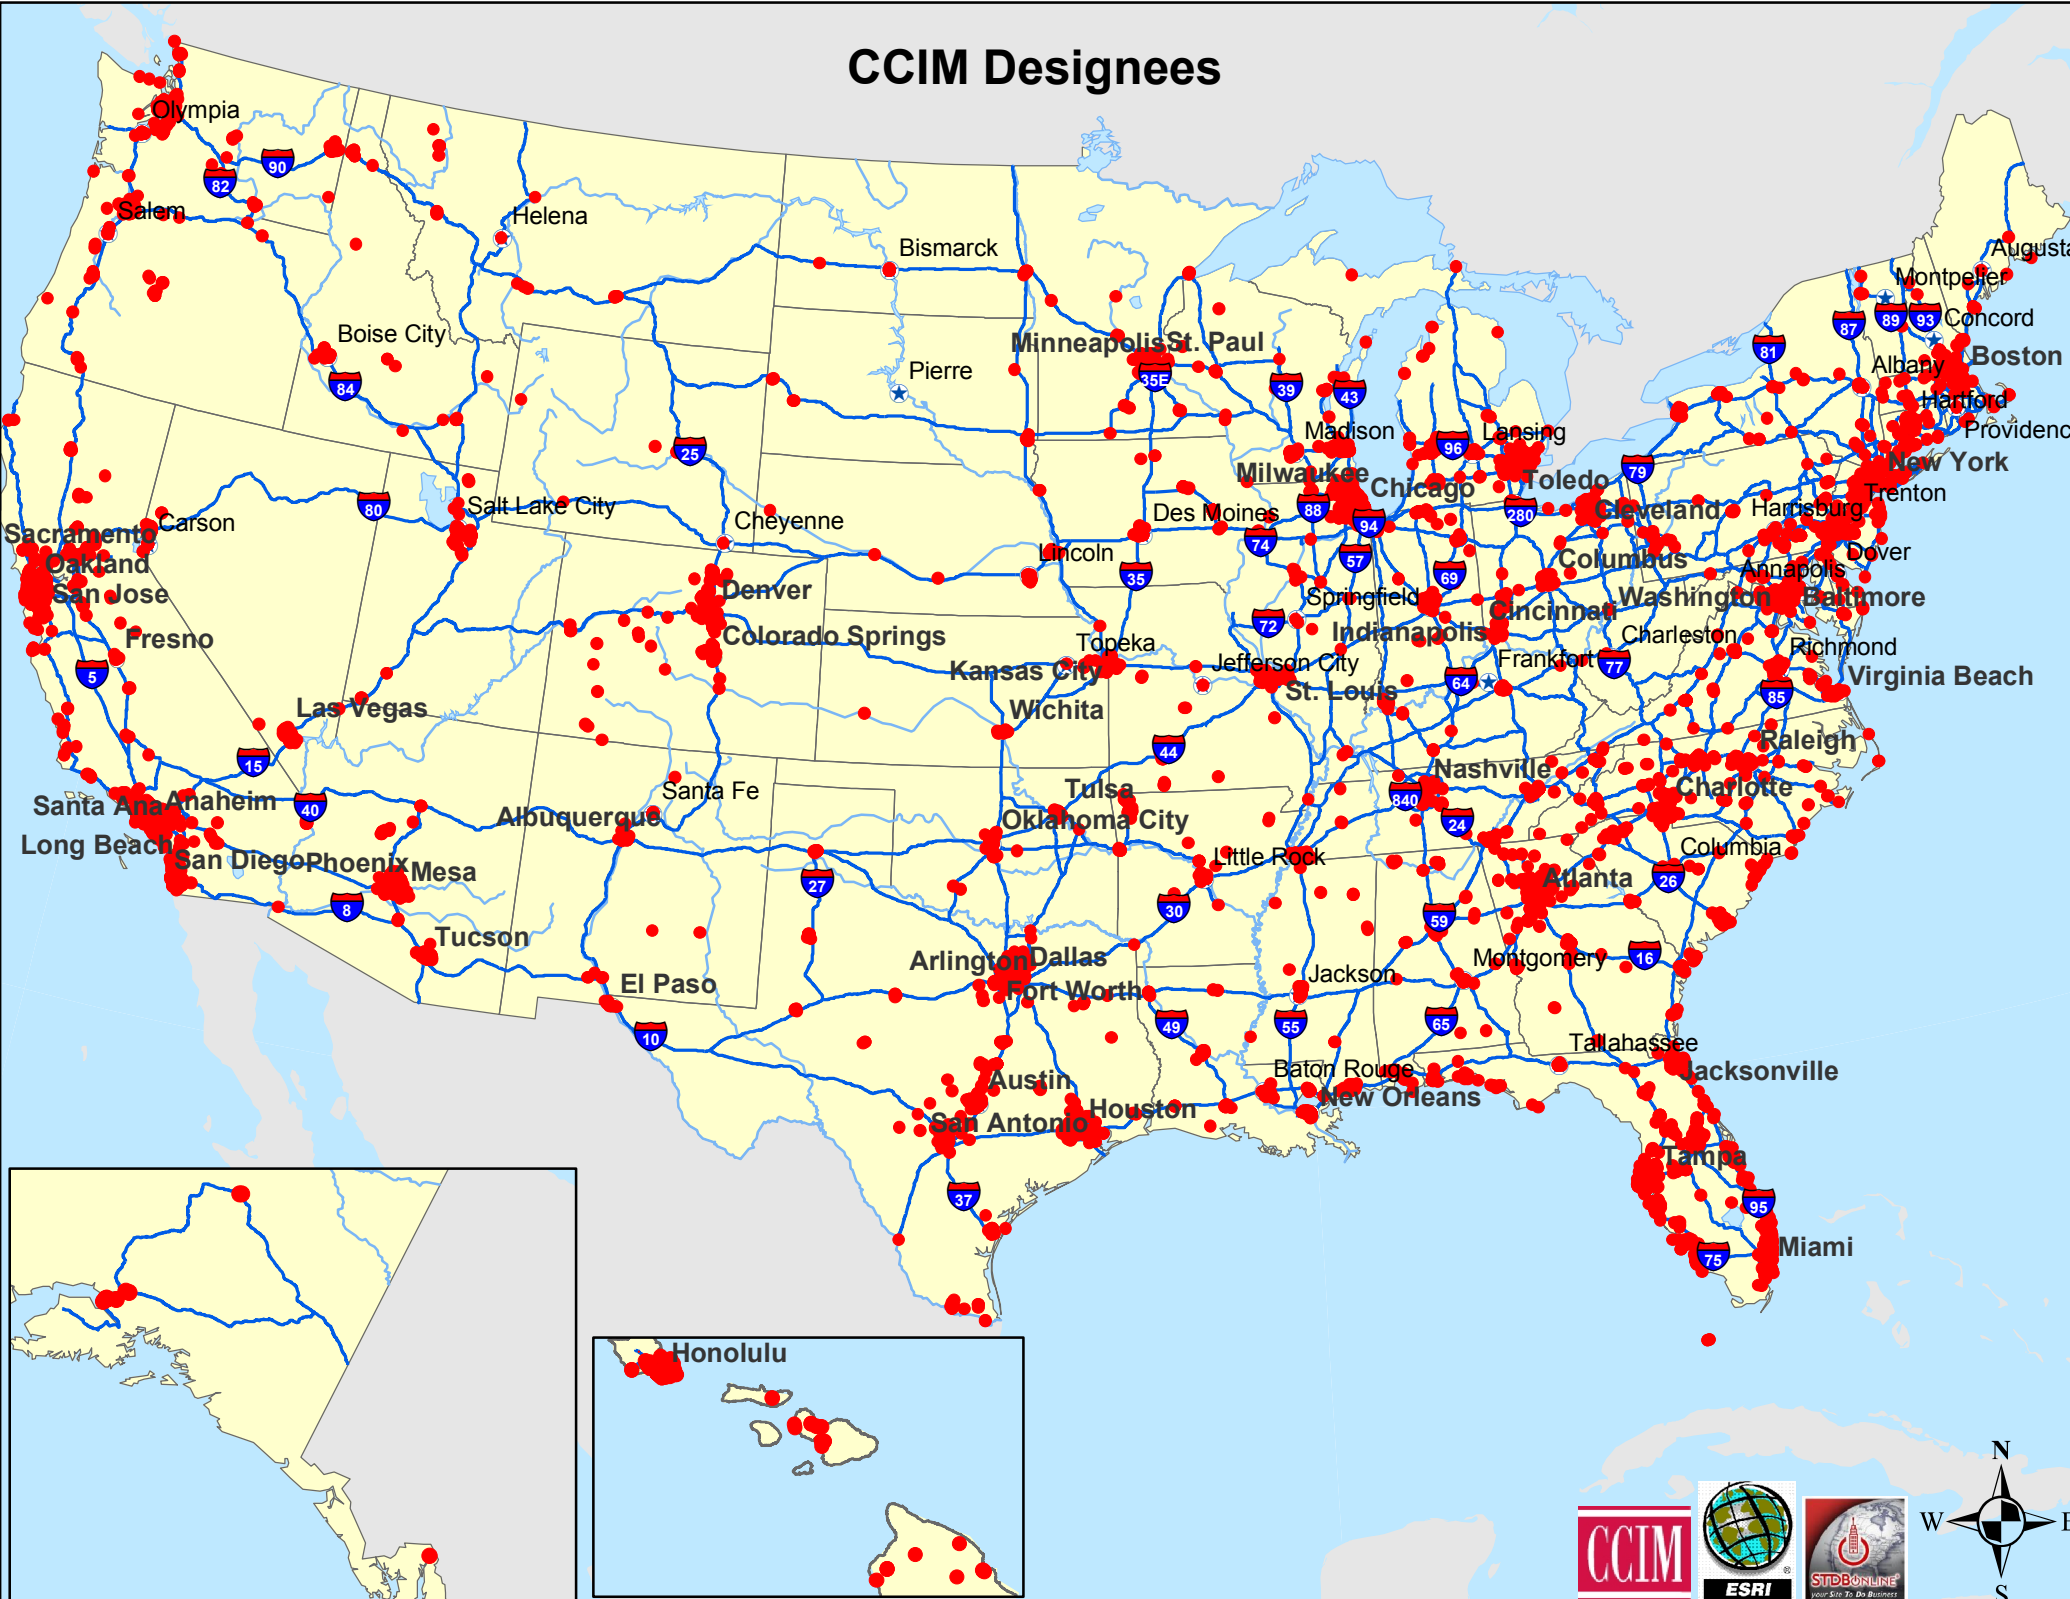 CCIM Designees
Olympia
90
82
Salem
Helena
Bismarck
Augusta
Montpelier
87
89
93
Concord
Boise City
Minneapolis
St. Paul
81
Boston
Albany
Pierre
35E
39
43
84
Hartford
Madison
Lansing
Providenc
25
96
New York
79
Milwaukee
Chicago
Toledo
Trenton
80
Salt Lake City
Carson
Cheyenne
Des Moines
88
94
280
Cleveland
Harrisburg
Sacramento
74
Lincoln
57
Columbus
Dover
Oakland
35
69
Annapolis
San Jose
Denver
Springfield
Cincinnati
Washington
Baltimore
Fresno
Colorado Springs
72
Indianapolis
Charleston
Topeka
Richmond
5
Kansas City
Jefferson City
Frankfort
77
64
Virginia Beach
St. Louis
85
Las Vegas
Wichita
15
44
Raleigh
Nashville
Santa Fe
Tulsa
Charlotte
Santa Ana
Anaheim
40
840
Albuquerque
Oklahoma City
24
Long Beach
San Diego
Phoenix
Mesa
Little Rock
Columbia
27
Atlanta
26
8
30
59
Tucson
Arlington
Dallas
Montgomery
16
El Paso
Fort Worth
Jackson
10
49
55
65
Tallahassee
Austin
Baton Rouge
Jacksonville
New Orleans
San Antonio
Houston
Tampa
37
95
Miami
75
Honolulu
N
W
E
S
CCIM
ESRI
STDBONLINE
your Site To Do Business